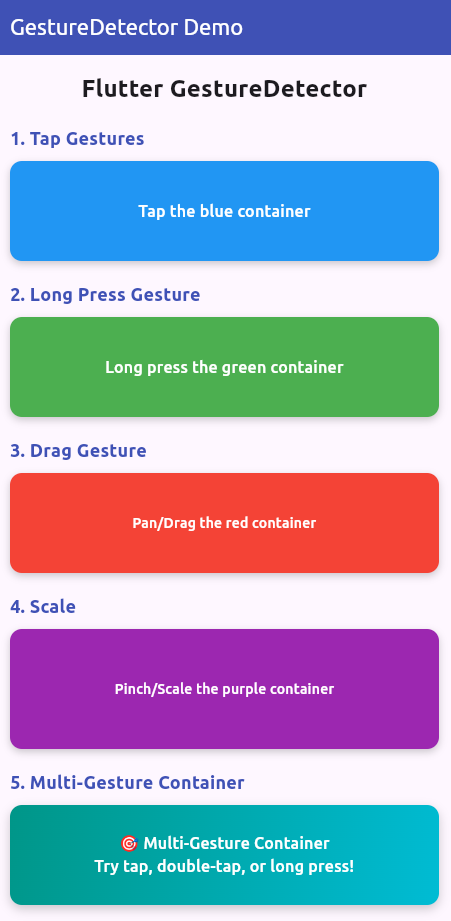 GestureDetector Demo
Flutter GestureDetector
1. Tap Gestures
Tap the blue container
2. Long Press Gesture
Long press the green container
3. Drag Gesture
Pan/Drag the red container
4. Scale
Pinch/Scale the purple container
5. Multi-Gesture Container
🎯 Multi-Gesture Container
Try tap, double-tap, or long press!